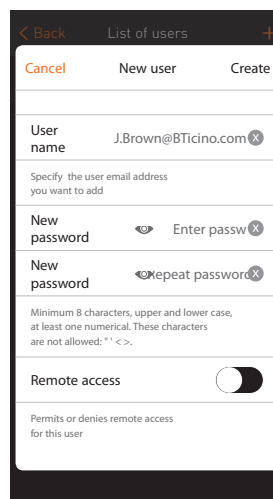 < Back List of users +
Cancel New user Create
User
name
J.Brown@BTicino.com X
Specify the user email address
you want to add
New
password
Enter passw X
New
password
Repeat password X
Minimum 8 characters, upper and lower case,
at least one numerical. These characters
are not allowed: " ' < >.
Remote access
Permits or denies remote access
for this user